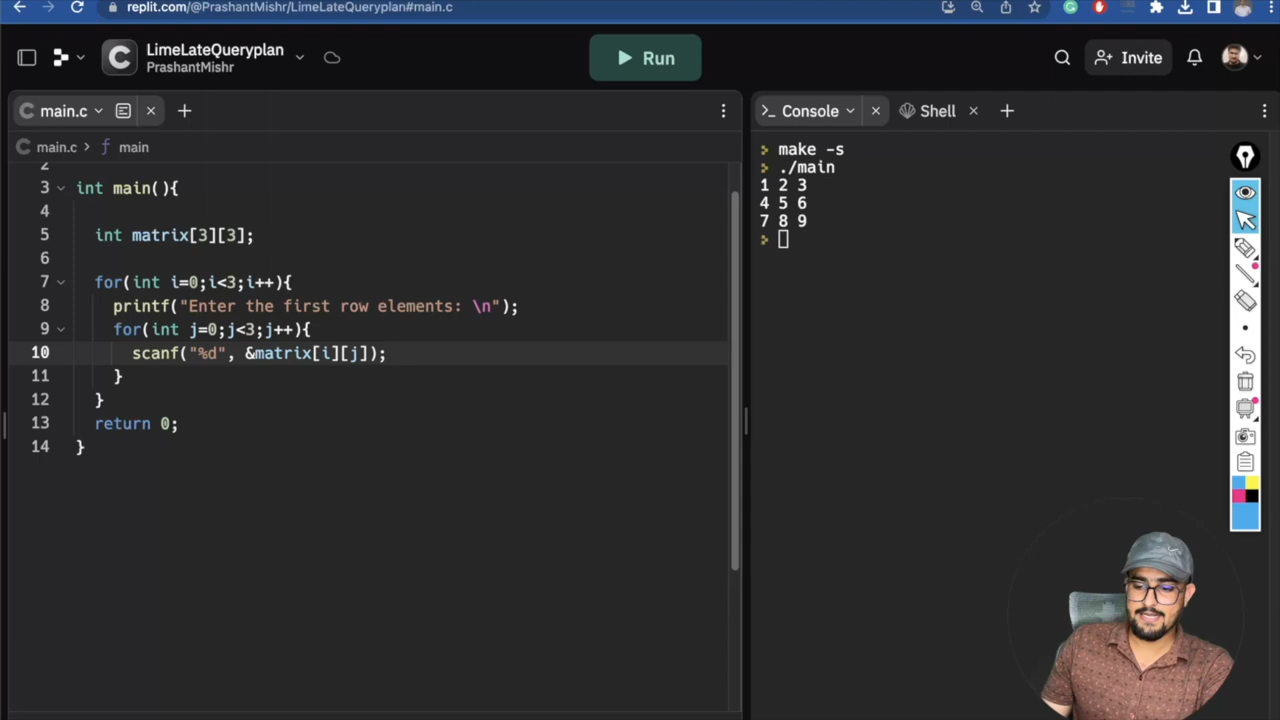 replit.com/@PrashantMishr/LimeLateQueryplan#main.c
LimeLateQueryplan
PrashantMishr
Run
Invite
main.c
main.c > ƒ main
2
3 int main(){
4
5 int matrix[3][3];
6
7 for(int i=0;i<3;i++){
8 printf("Enter the first row elements: \n");
9 for(int j=0;j<3;j++){
10 scanf("%d", &matrix[i][j]);
11 }
12 }
13 return 0;
14 }
>_ Console
Shell
> make -s
> ./main
1 2 3
4 5 6
7 8 9
>